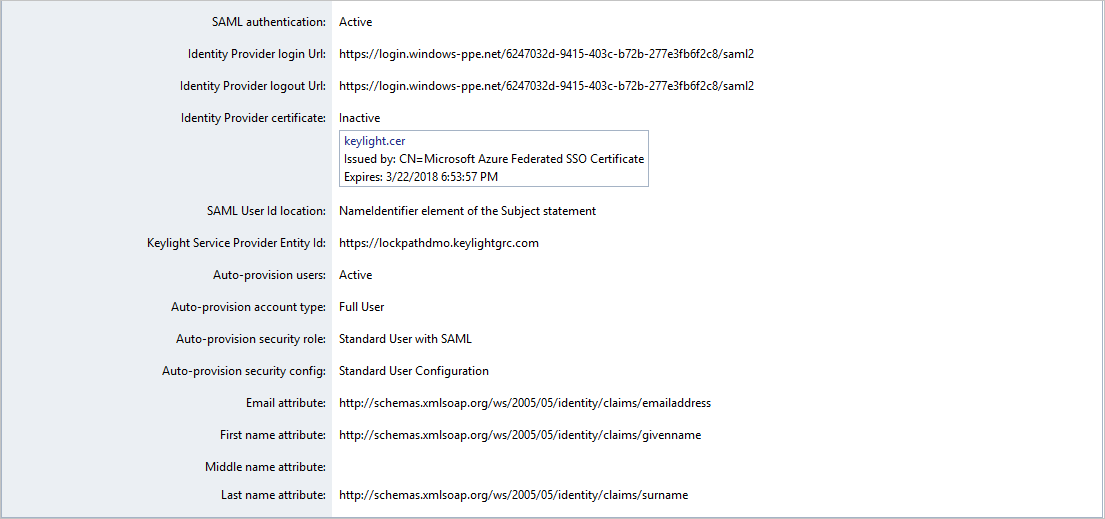 SAML authentication: Active
Identity Provider login Url: https://login.windows-ppe.net/6247032d-9415-403c-b72b-277e3fb6f2c8/saml2
Identity Provider logout Url: https://login.windows-ppe.net/6247032d-9415-403c-b72b-277e3fb6f2c8/saml2
Identity Provider certificate: Inactive
keylight.cer
Issued by: CN=Microsoft Azure Federated SSO Certificate
Expires: 3/22/2018 6:53:57 PM
SAML User Id location: NameIdentifier element of the Subject statement
Keylight Service Provider Entity Id: https://lockpathdmo.keylightgrc.com
Auto-provision users: Active
Auto-provision account type: Full User
Auto-provision security role: Standard User with SAML
Auto-provision security config: Standard User Configuration
Email attribute: http://schemas.xmlsoap.org/ws/2005/05/identity/claims/emailaddress
First name attribute: http://schemas.xmlsoap.org/ws/2005/05/identity/claims/givenname
Middle name attribute:
Last name attribute: http://schemas.xmlsoap.org/ws/2005/05/identity/claims/surname